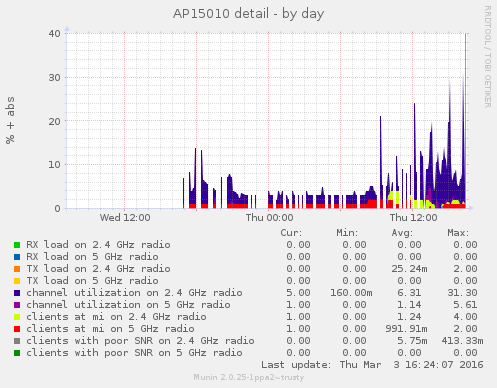 AP15010 detail - by day
RRDTOOL / TOBI OETIKER
% + abs
40
30
20
10
0
Wed 12:00 Thu 00:00 Thu 12:00
Cur: Min: Avg: Max:
RX load on 2.4 GHz radio 0.00 0.00 0.00 0.00
RX load on 5 GHz radio 0.00 0.00 0.00 0.00
TX load on 2.4 GHz radio 0.00 0.00 25.24m 2.00
TX load on 5 GHz radio 0.00 0.00 0.00 0.00
channel utilization on 2.4 GHz radio 5.00 160.00m 6.31 31.30
channel utilization on 5 GHz radio 1.00 0.00 1.14 5.61
clients at mi on 2.4 GHz radio 1.00 0.00 1.24 4.00
clients at mi on 5 GHz radio 1.00 0.00 991.91m 2.00
clients with poor SNR on 2.4 GHz radio 0.00 0.00 5.75m 413.33m
clients with poor SNR on 5 GHz radio 0.00 0.00 0.00 0.00
Last update: Thu Mar 3 16:24:07 2016
Munin 2.0.25-1ppa2~trusty